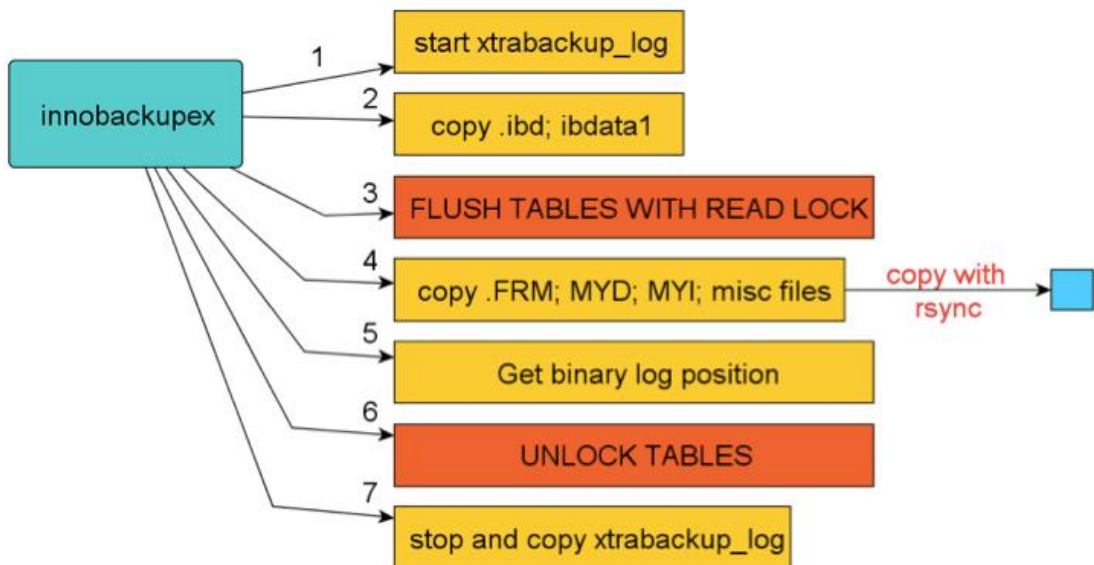 innobackupex
1
start xtrabackup_log
2
copy .ibd; ibdata1
3
FLUSH TABLES WITH READ LOCK
4
copy .FRM; MYD; MYI; misc files
copy with
rsync
5
Get binary log position
6
UNLOCK TABLES
7
stop and copy xtrabackup_log